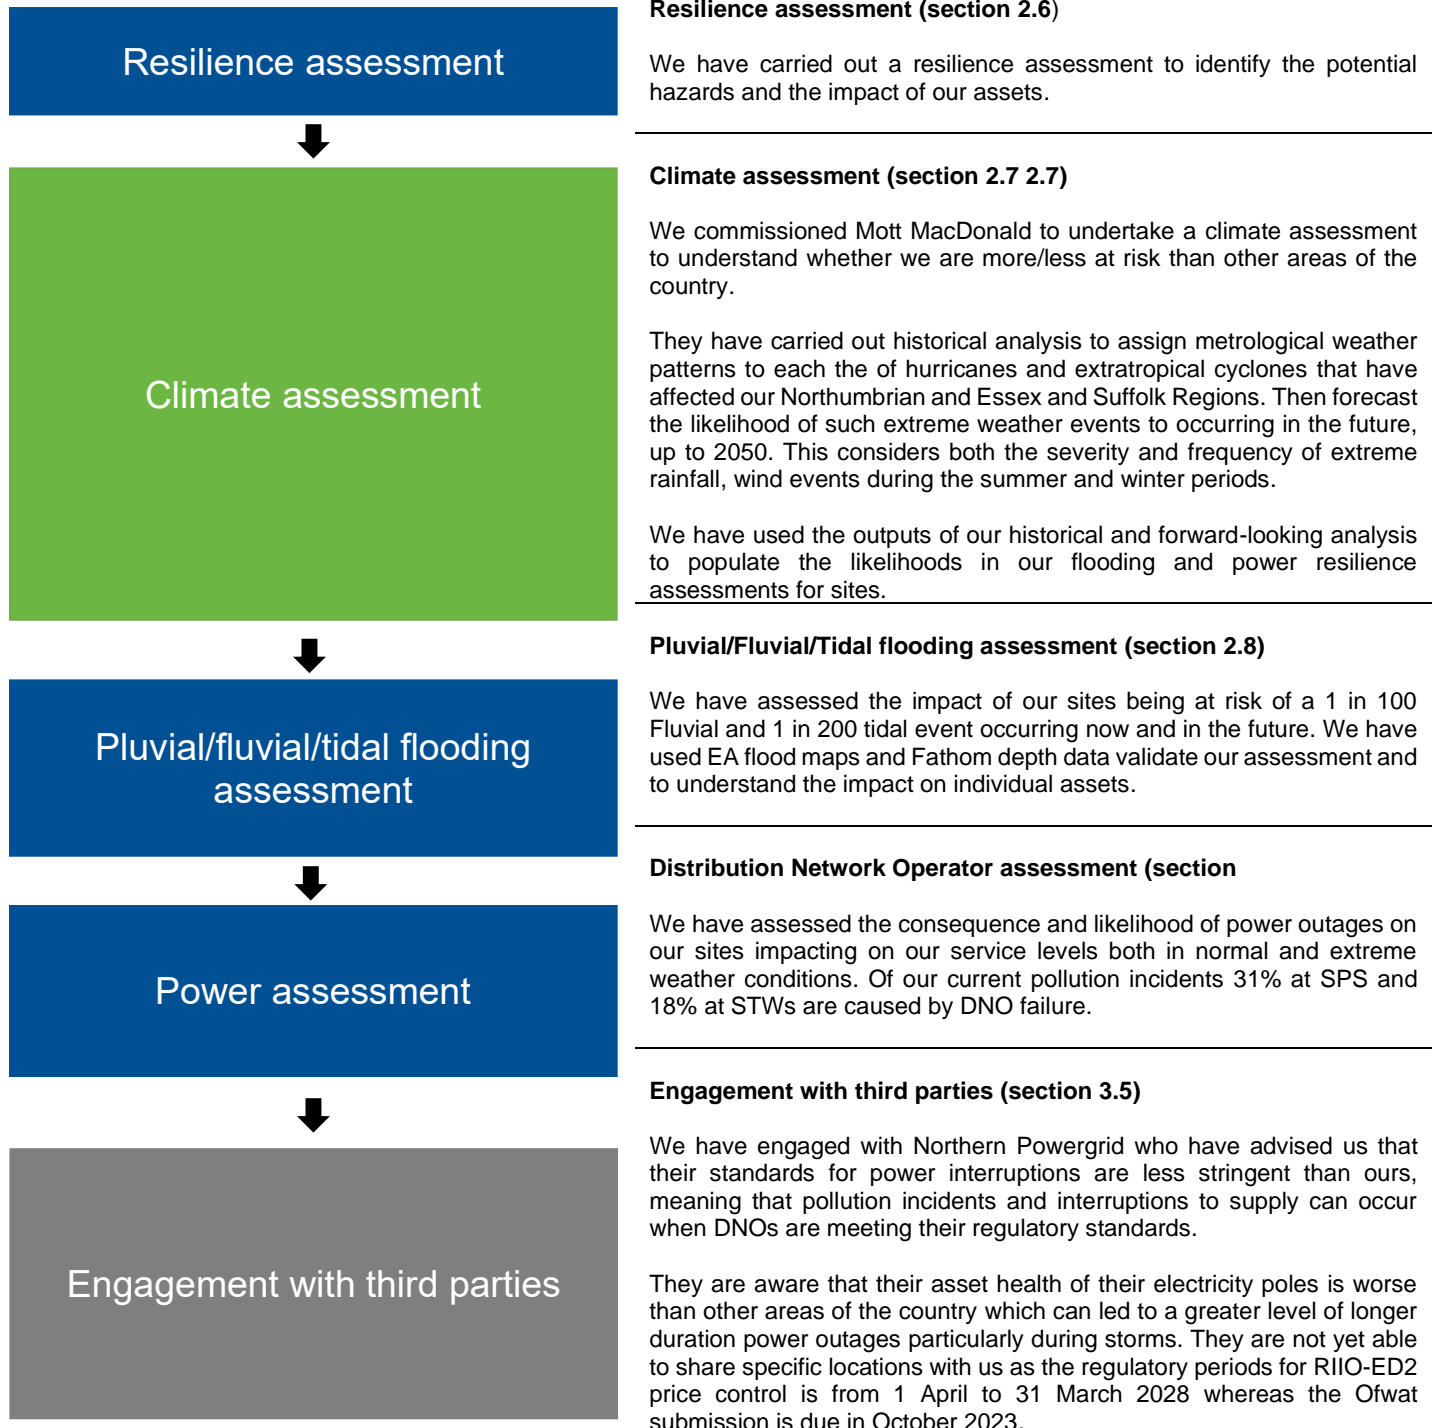 Resilience assessment
Resilience assessment (section 2.6)
We have carried out a resilience assessment to identify the potential
hazards and the impact of our assets.
Climate assessment
Climate assessment (section 2.7 2.7)
We commissioned Mott MacDonald to undertake a climate assessment
to understand whether we are more/less at risk than other areas of the
country.
They have carried out historical analysis to assign metrological weather
patterns to each the of hurricanes and extratropical cyclones that have
affected our Northumbrian and Essex and Suffolk Regions. Then forecast
the likelihood of such extreme weather events to occurring in the future,
up to 2050. This considers both the severity and frequency of extreme
rainfall, wind events during the summer and winter periods.
We have used the outputs of our historical and forward-looking analysis
to populate the likelihoods in our flooding and power resilience
assessments for sites.
Pluvial/fluvial/tidal flooding
assessment
Pluvial/Fluvial/Tidal flooding assessment (section 2.8)
We have assessed the impact of our sites being at risk of a 1 in 100
Fluvial and 1 in 200 tidal event occurring now and in the future. We have
used EA flood maps and Fathom depth data validate our assessment and
to understand the impact on individual assets.
Power assessment
Distribution Network Operator assessment (section
We have assessed the consequence and likelihood of power outages on
our sites impacting on our service levels both in normal and extreme
weather conditions. Of our current pollution incidents 31% at SPS and
18% at STWs are caused by DNO failure.
Engagement with third parties
Engagement with third parties (section 3.5)
We have engaged with Northern Powergrid who have advised us that
their standards for power interruptions are less stringent than ours,
meaning that pollution incidents and interruptions to supply can occur
when DNOs are meeting their regulatory standards.
They are aware that their asset health of their electricity poles is worse
than other areas of the country which can led to a greater level of longer
duration power outages particularly during storms. They are not yet able
to share specific locations with us as the regulatory periods for RIIO-ED2
price control is from 1 April to 31 March 2028 whereas the Ofwat
submission is due in October 2023.